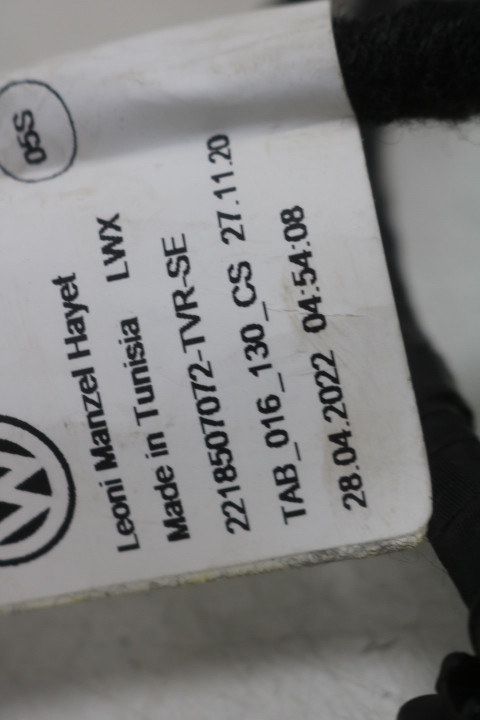 05S
Leoni Manzel Hayet
Made in Tunisia LWX
2218507072-TVR-SE
TAB_016_130_CS 27.11.20
28.04.2022 04:54:08